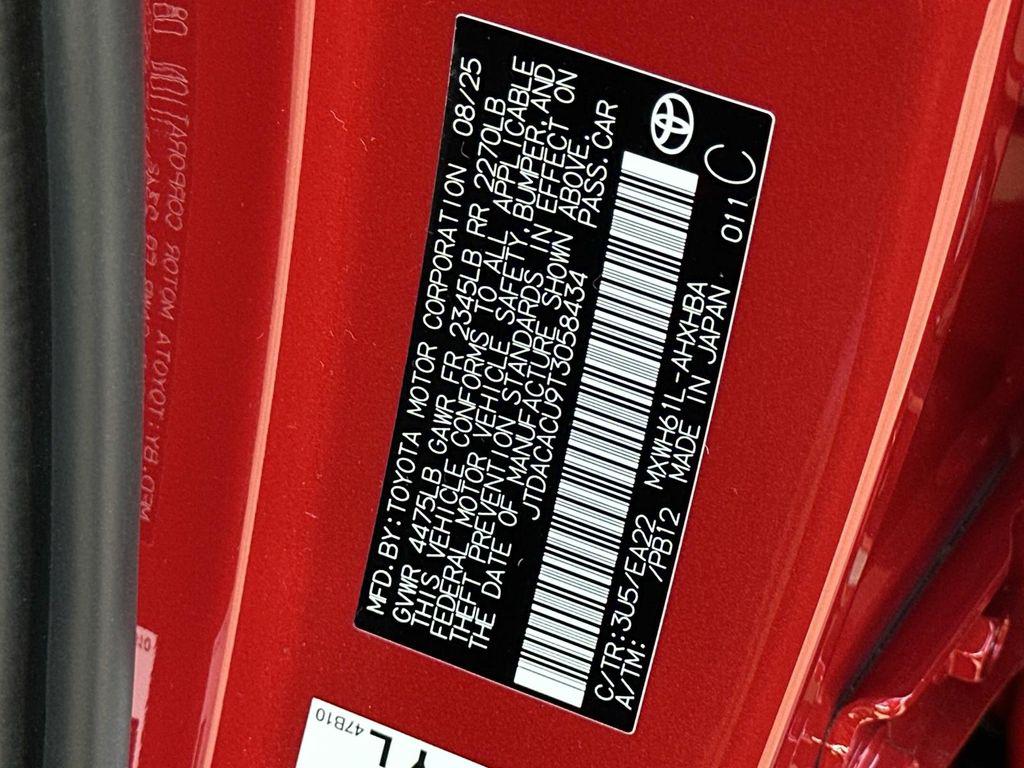 MFD.BY:TOYOTA MOTOR CORPORATION 08/25
GVWR 4475LB GAWR FR 2345LB RR 2270LB
THIS VEHICLE CONFORMS TO ALL APPLICABLE
FEDERAL MOTOR VEHICLE SAFETY,BUMPER,AND
THEFT PREVENTION STANDARDS IN EFFECT ON
THE DATE OF MANUFACTURE SHOWN ABOVE.
JTDACACU9T3058434 PASS.CAR
C/TR:3U5/EA22 MXWH61L-AHXHBA
A/TM: /PB12 MADE IN JAPAN 011 C
47B10
YL